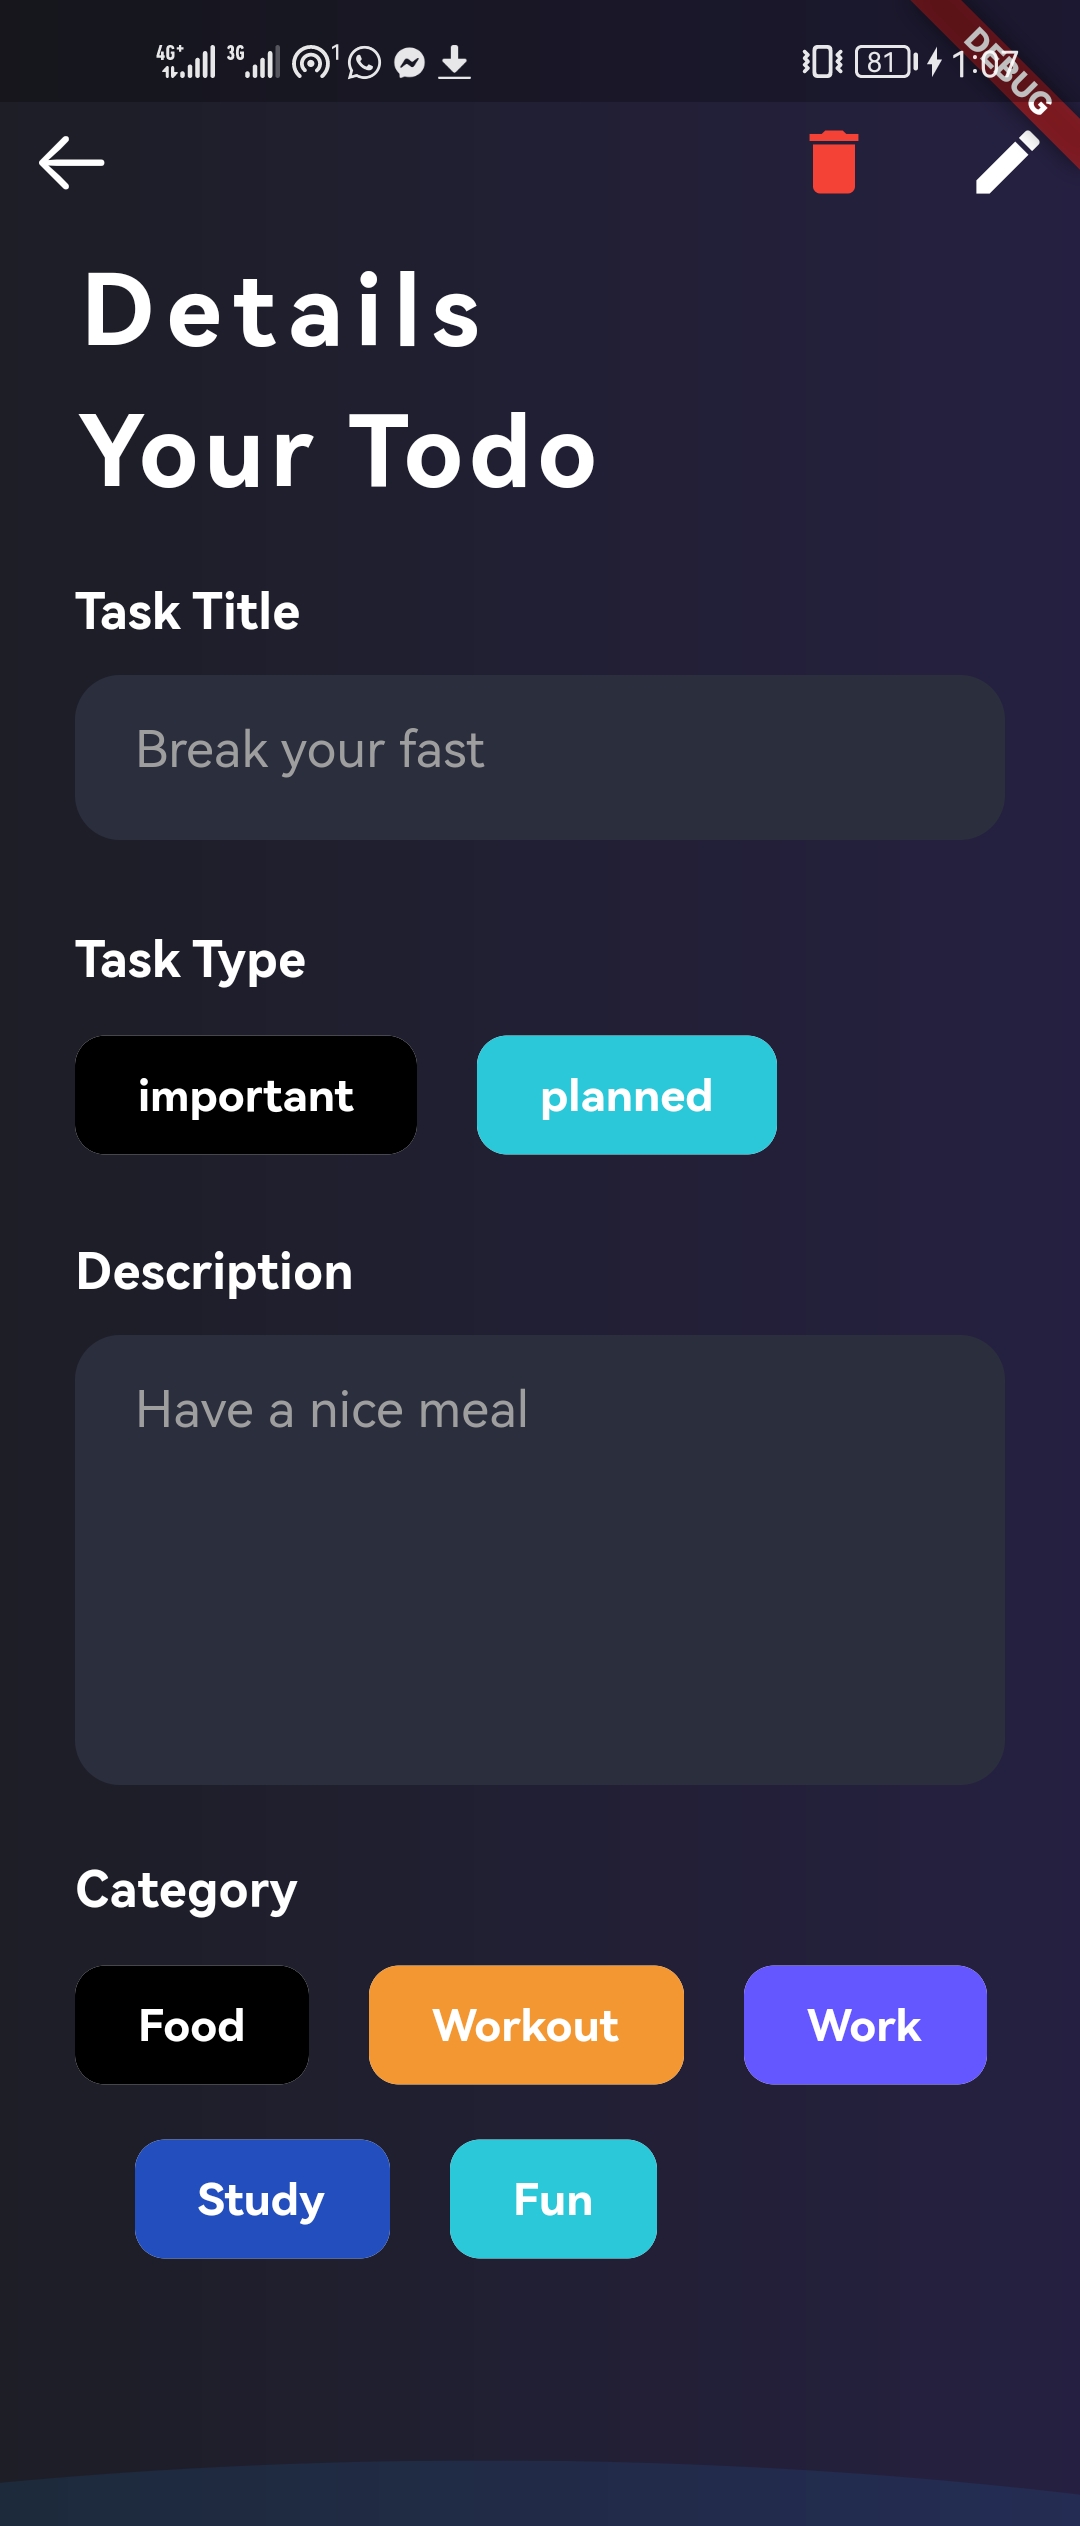 4G+ 3G 1 81 1:07
DEBUG
Details
Your Todo
Task Title
Break your fast
Task Type
important planned
Description
Have a nice meal
Category
Food Workout Work
Study Fun